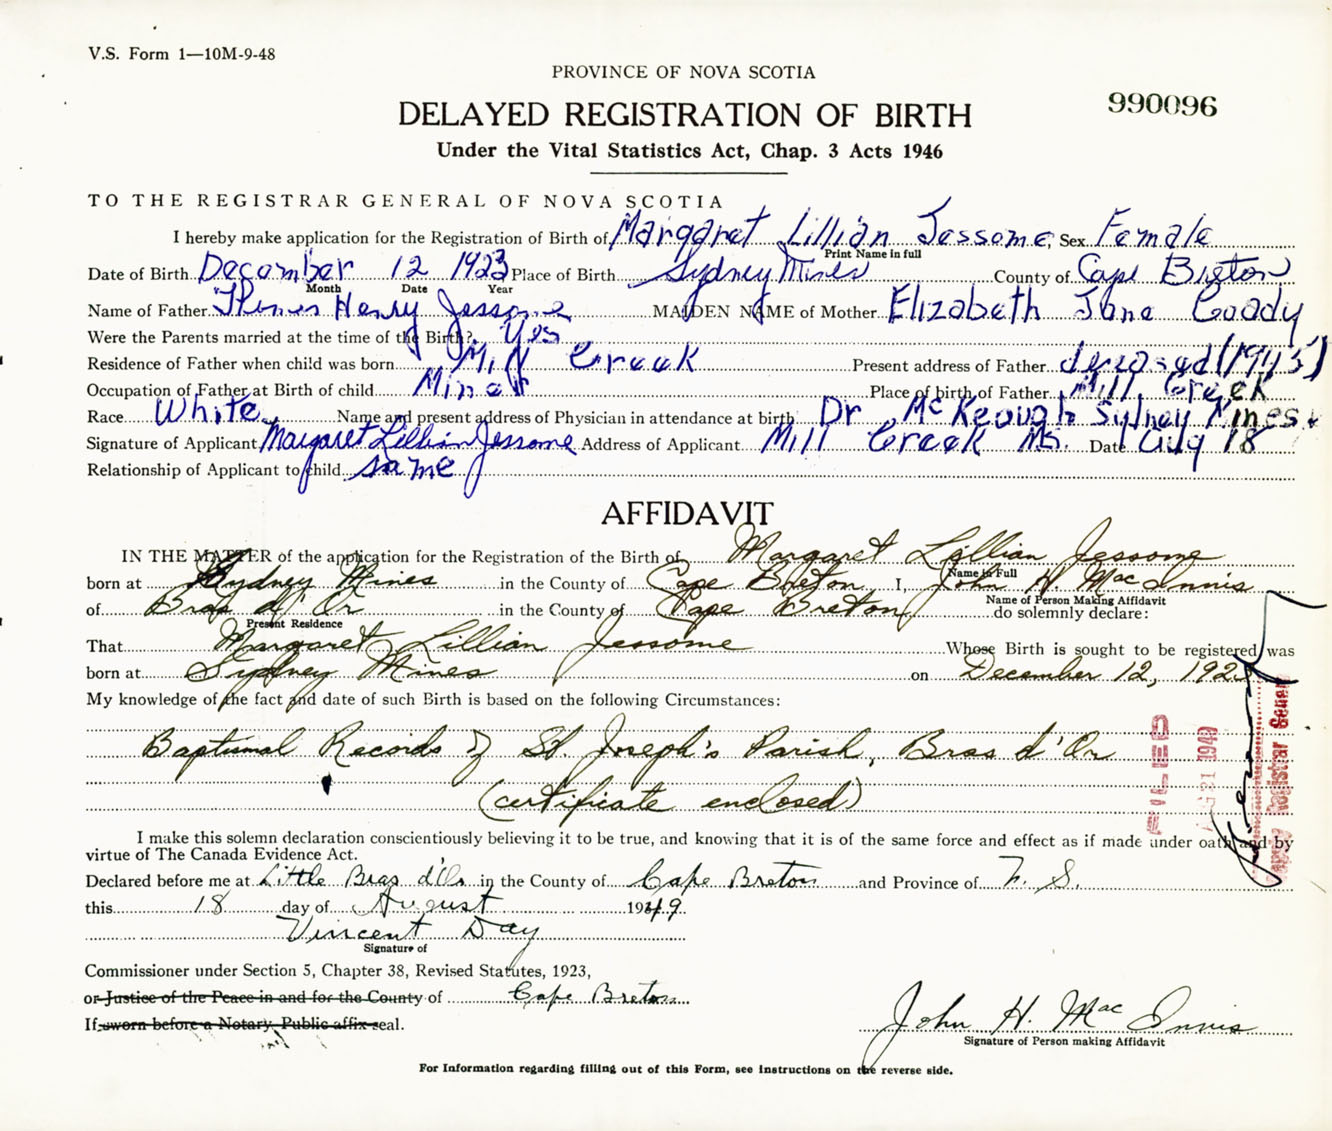 V.S. Form 1—10M-9-48
PROVINCE OF NOVA SCOTIA
990096
DELAYED REGISTRATION OF BIRTH
Under the Vital Statistics Act, Chap. 3 Acts 1946
TO THE REGISTRAR GENERAL OF NOVA SCOTIA
I hereby make application for the Registration of Birth of Margaret Lillian Jessome Sex Female
Print Name in full
Date of Birth December 12 1923 Place of Birth Sydney Mines County of Cape Breton
Month Date Year
Name of Father Henry Jessome MAIDEN NAME of Mother Elizabeth Jane Goady
Were the Parents married at the time of the Birth? Yes
Residence of Father when child was born Mill Creek Present address of Father deceased (1945)
Occupation of Father at Birth of child Miner Place of birth of Father Mill Creek
Race White Name and present address of Physician in attendance at birth Dr McKeough Sydney Mines
Signature of Applicant Margaret Lillian Jessome Address of Applicant Mill Creek Ns. Date Aug 18
Relationship of Applicant to child same
AFFIDAVIT
IN THE MATTER of the application for the Registration of the Birth of Margaret Lillian Jessome
Name in Full
born at Sydney Mines in the County of Cape Breton I, John H. MacInnis
Name of Person Making Affidavit
of Bras d'Or in the County of Cape Breton do solemnly declare:
Present Residence
That Margaret Lillian Jessome Whose Birth is sought to be registered was
born at Sydney Mines on December 12, 1923
My knowledge of the fact and date of such Birth is based on the following Circumstances:
Baptismal Records of St. Joseph's Parish, Bras d'Or
(certificate enclosed)
FILED
AUG 21 1949
Deputy Registrar General
I make this solemn declaration conscientiously believing it to be true, and knowing that it is of the same force and effect as if made under oath and by
virtue of The Canada Evidence Act.
Declared before me at Little Bras d'Or in the County of Cape Breton and Province of N. S.
this 18 day of August 1949
Vincent Day
Signature of
Commissioner under Section 5, Chapter 38, Revised Statutes, 1923,
or Justice of the Peace in and for the County of Cape Breton
If sworn before a Notary Public affix seal.
John H. MacInnis
Signature of Person making Affidavit
For Information regarding filling out of this Form, see Instructions on the reverse side.